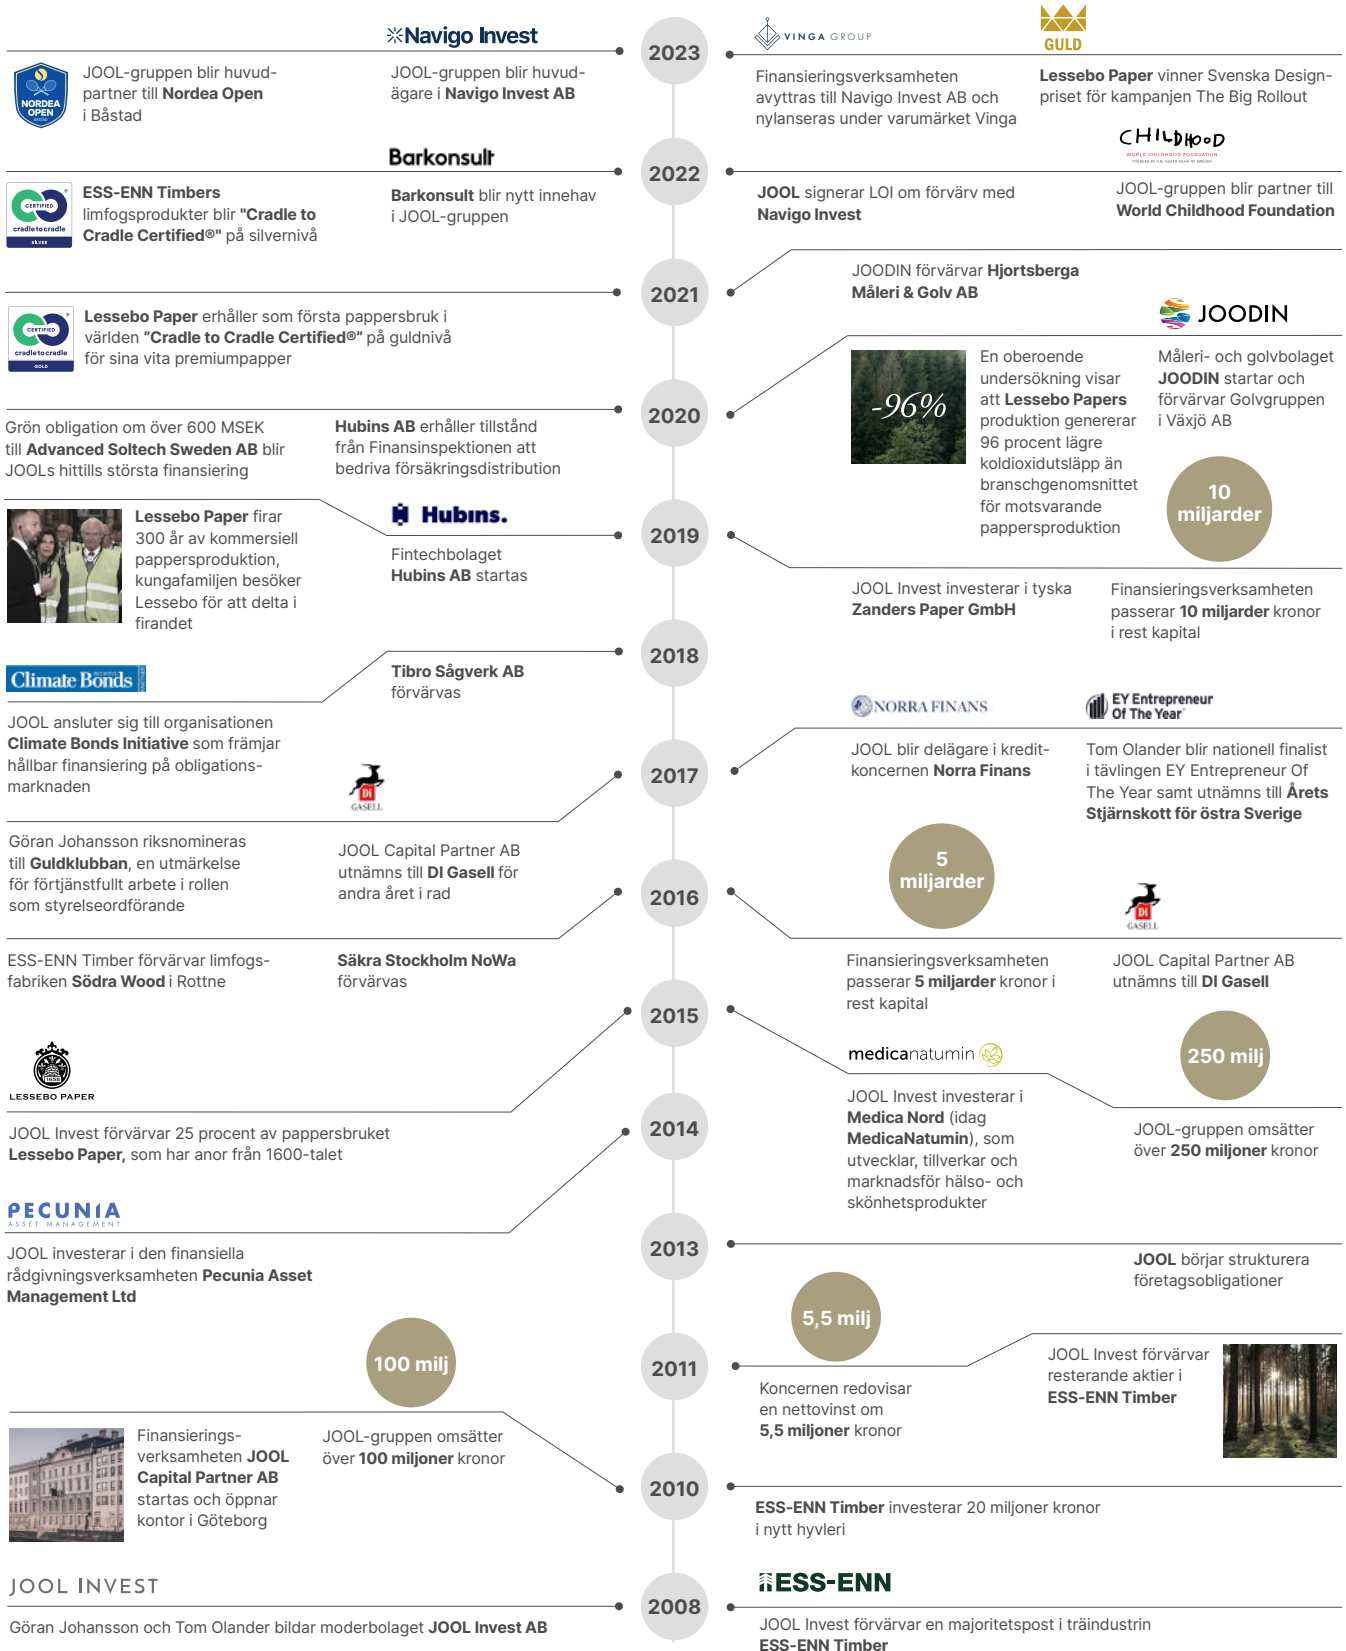 Navigo Invest
VINGA GROUP
GULD
2023
NORDEA
OPEN
BÅSTAD
JOOL-gruppen blir huvud-
partner till Nordea Open
i Båstad
JOOL-gruppen blir huvud-
ägare i Navigo Invest AB
Finansieringsverksamheten
avyttras till Navigo Invest AB och
nylanseras under varumärket Vinga
Lessebo Paper vinner Svenska Design-
priset för kampanjen The Big Rollout
Barkonsult
CHILDHOOD
WORLD CHILDHOOD FOUNDATION
FOUNDED BY H.M. QUEEN SILVIA OF SWEDEN
2022
CERTIFIED
cradletocradle
SILVER
ESS-ENN Timbers
limfogsprodukter blir "Cradle to
Cradle Certified®" på silvernivå
Barkonsult blir nytt innehav
i JOOL-gruppen
JOOL signerar LOI om förvärv med
Navigo Invest
JOOL-gruppen blir partner till
World Childhood Foundation
2021
CERTIFIED
cradletocradle
GOLD
Lessebo Paper erhåller som första pappersbruk i
världen ”Cradle to Cradle Certified®” på guldnivå
för sina vita premiumpapper
JOODIN förvärvar Hjortsberga
Måleri & Golv AB
JOODIN
2020
Grön obligation om över 600 MSEK
till Advanced Soltech Sweden AB blir
JOOLs hittills största finansiering
Hubins AB erhåller tillstånd
från Finansinspektionen att
bedriva försäkringsdistribution
-96%
En oberoende
undersökning visar
att Lessebo Papers
produktion genererar
96 procent lägre
koldioxidutsläpp än
branschgenomsnittet
för motsvarande
pappersproduktion
Måleri- och golvbolaget
JOODIN startar och
förvärvar Golvgruppen
i Växjö AB
10
miljarder
2019
Lessebo Paper firar
300 år av kommersiell
pappersproduktion,
kungafamiljen besöker
Lessebo för att delta i
firandet
Hubins.
Fintechbolaget
Hubins AB startas
JOOL Invest investerar i tyska
Zanders Paper GmbH
Finansieringsverksamheten
passerar 10 miljarder kronor
i rest kapital
2018
Climate Bonds
JOOL ansluter sig till organisationen
Climate Bonds Initiative som främjar
hållbar finansiering på obligations-
marknaden
Tibro Sågverk AB
förvärvas
NORRA FINANS
EY Entrepreneur
Of The Year
2017
DI
GASELL
Göran Johansson riksnomineras
till Guldklubban, en utmärkelse
för förtjänstfullt arbete i rollen
som styrelseordförande
JOOL Capital Partner AB
utnämns till DI Gasell för
andra året i rad
JOOL blir delägare i kredit-
koncernen Norra Finans
Tom Olander blir nationell finalist
i tävlingen EY Entrepreneur Of
The Year samt utnämns till Årets
Stjärnskott för östra Sverige
5
miljarder
DI
GASELL
2016
ESS-ENN Timber förvärvar limfogs-
fabriken Södra Wood i Rottne
Säkra Stockholm NoWa
förvärvas
Finansieringsverksamheten
passerar 5 miljarder kronor i
rest kapital
JOOL Capital Partner AB
utnämns till DI Gasell
2015
LESSEBO PAPER
JOOL Invest förvärvar 25 procent av pappersbruket
Lessebo Paper, som har anor från 1600-talet
medicanatumin
JOOL Invest investerar i
Medica Nord (idag
MedicaNatumin), som
utvecklar, tillverkar och
marknadsför hälso- och
skönhetsprodukter
250 milj
JOOL-gruppen omsätter
över 250 miljoner kronor
2014
PECUNIA
ASSET MANAGEMENT
JOOL investerar i den finansiella
rådgivningsverksamheten Pecunia Asset
Management Ltd
2013
JOOL börjar strukturera
företagsobligationer
5,5 milj
100 milj
2011
Koncernen redovisar
en nettovinst om
5,5 miljoner kronor
JOOL Invest förvärvar
resterande aktier i
ESS-ENN Timber
Finansierings-
verksamheten JOOL
Capital Partner AB
startas och öppnar
kontor i Göteborg
JOOL-gruppen omsätter
över 100 miljoner kronor
2010
ESS-ENN Timber investerar 20 miljoner kronor
i nytt hyvleri
JOOL INVEST
ESS-ENN
2008
Göran Johansson och Tom Olander bildar moderbolaget JOOL Invest AB
JOOL Invest förvärvar en majoritetspost i träindustrin
ESS-ENN Timber